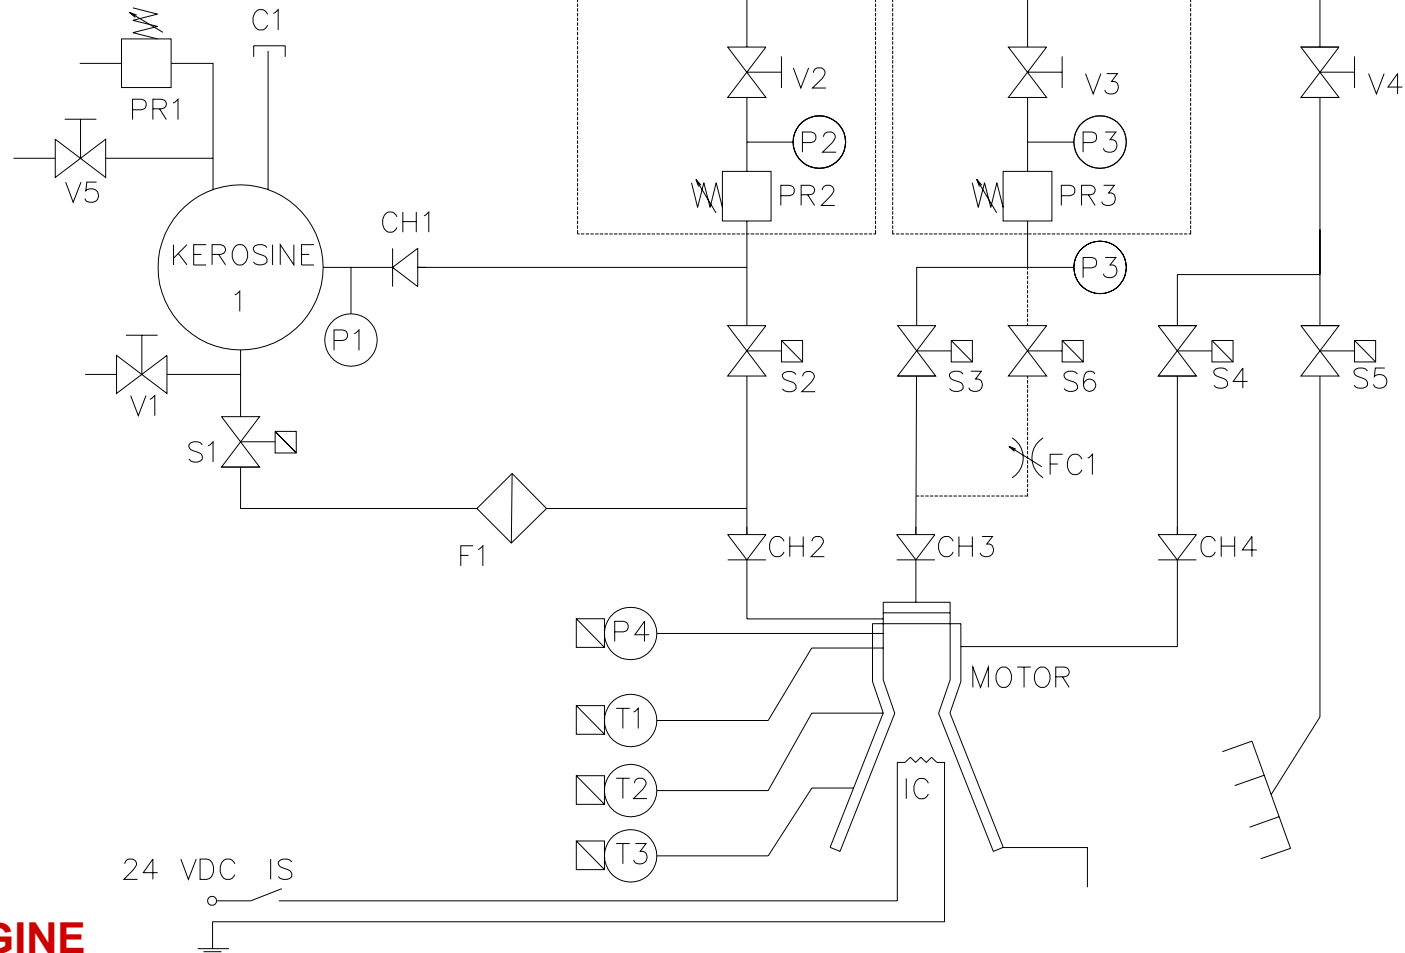 C1
PR1
V2
V3
V4
P2
P3
V5
PR2
PR3
CH1
KEROSINE
1
P3
P1
V1
S2
S3
S6
S4
S5
S1
FC1
F1
CH2
CH3
CH4
P4
MOTOR
T1
T2
IC
T3
24 VDC IS
GINE